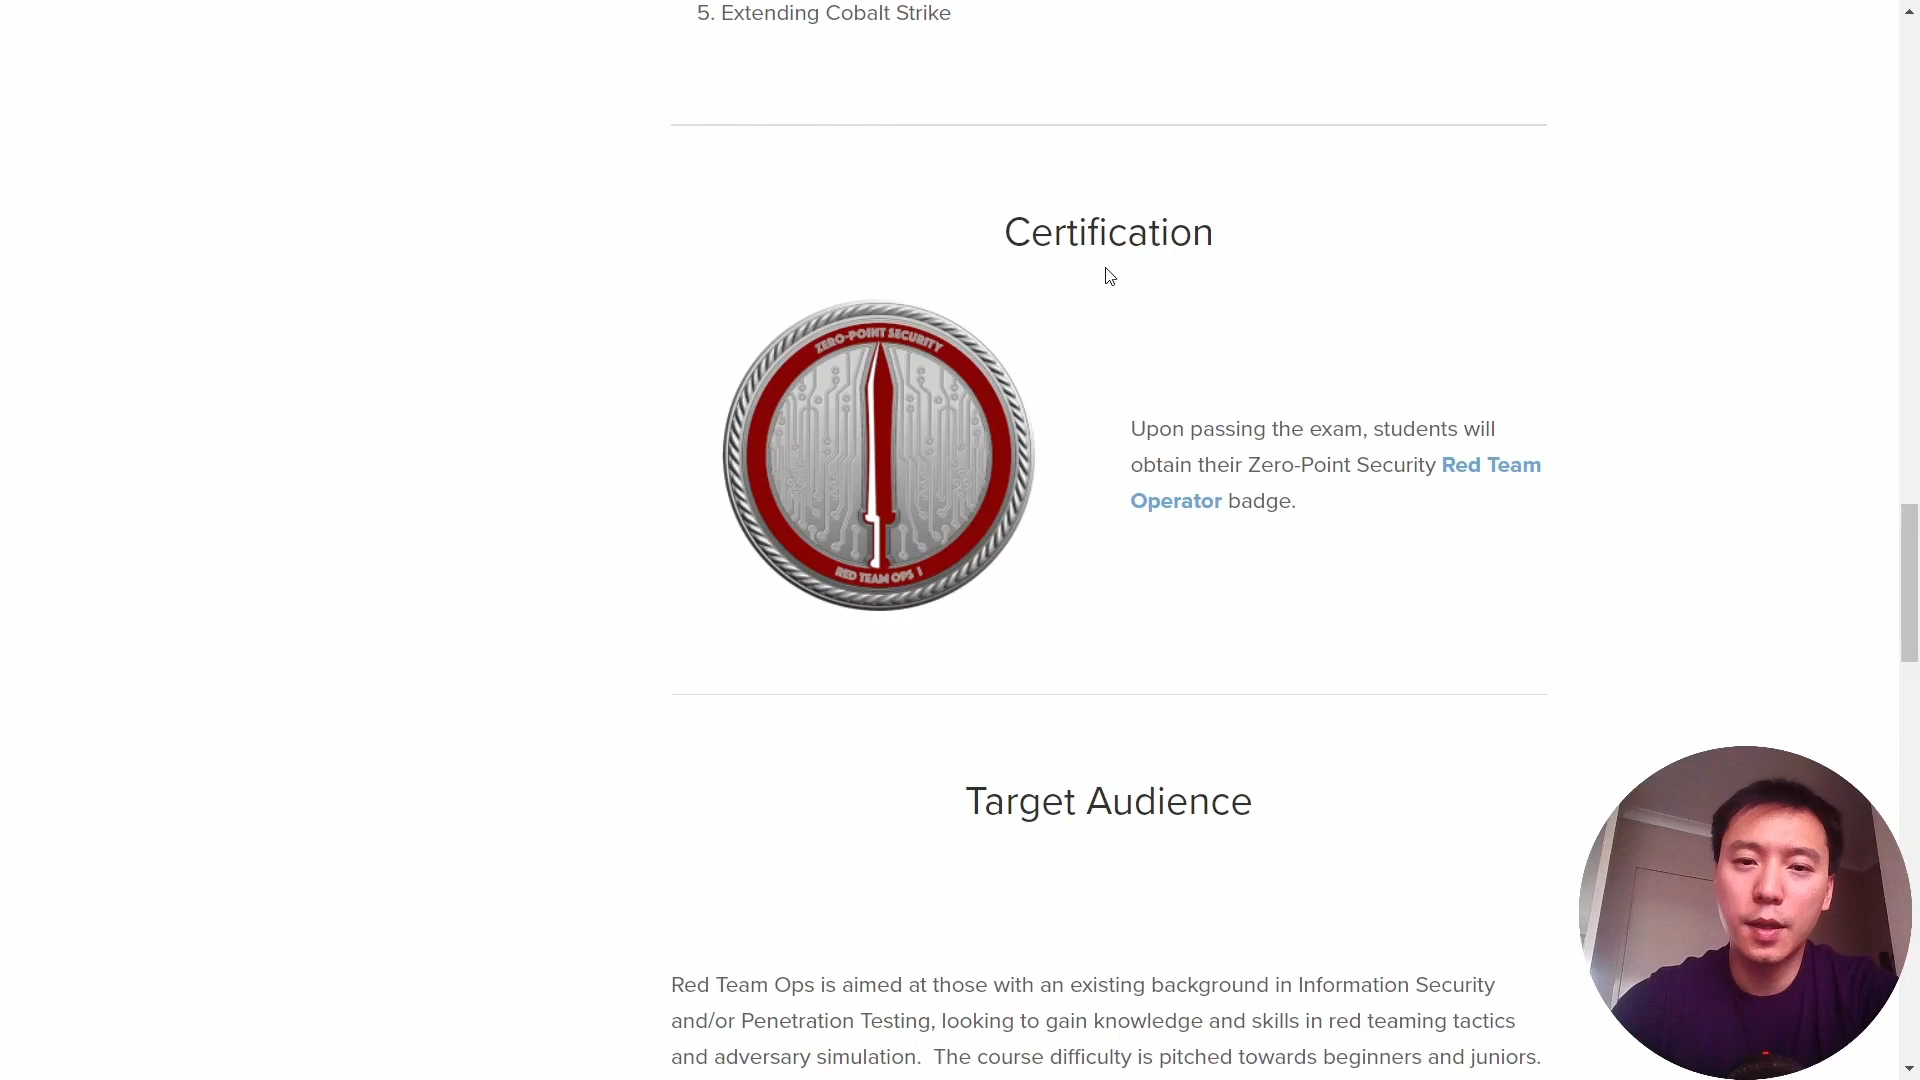 5. Extending Cobalt Strike
Certification
ZERO-POINT SECURITY
RED TEAM OPS I
Upon passing the exam, students will
obtain their Zero-Point Security Red Team
Operator badge.
Target Audience
Red Team Ops is aimed at those with an existing background in Information Security
and/or Penetration Testing, looking to gain knowledge and skills in red teaming tactics
and adversary simulation.  The course difficulty is pitched towards beginners and juniors.